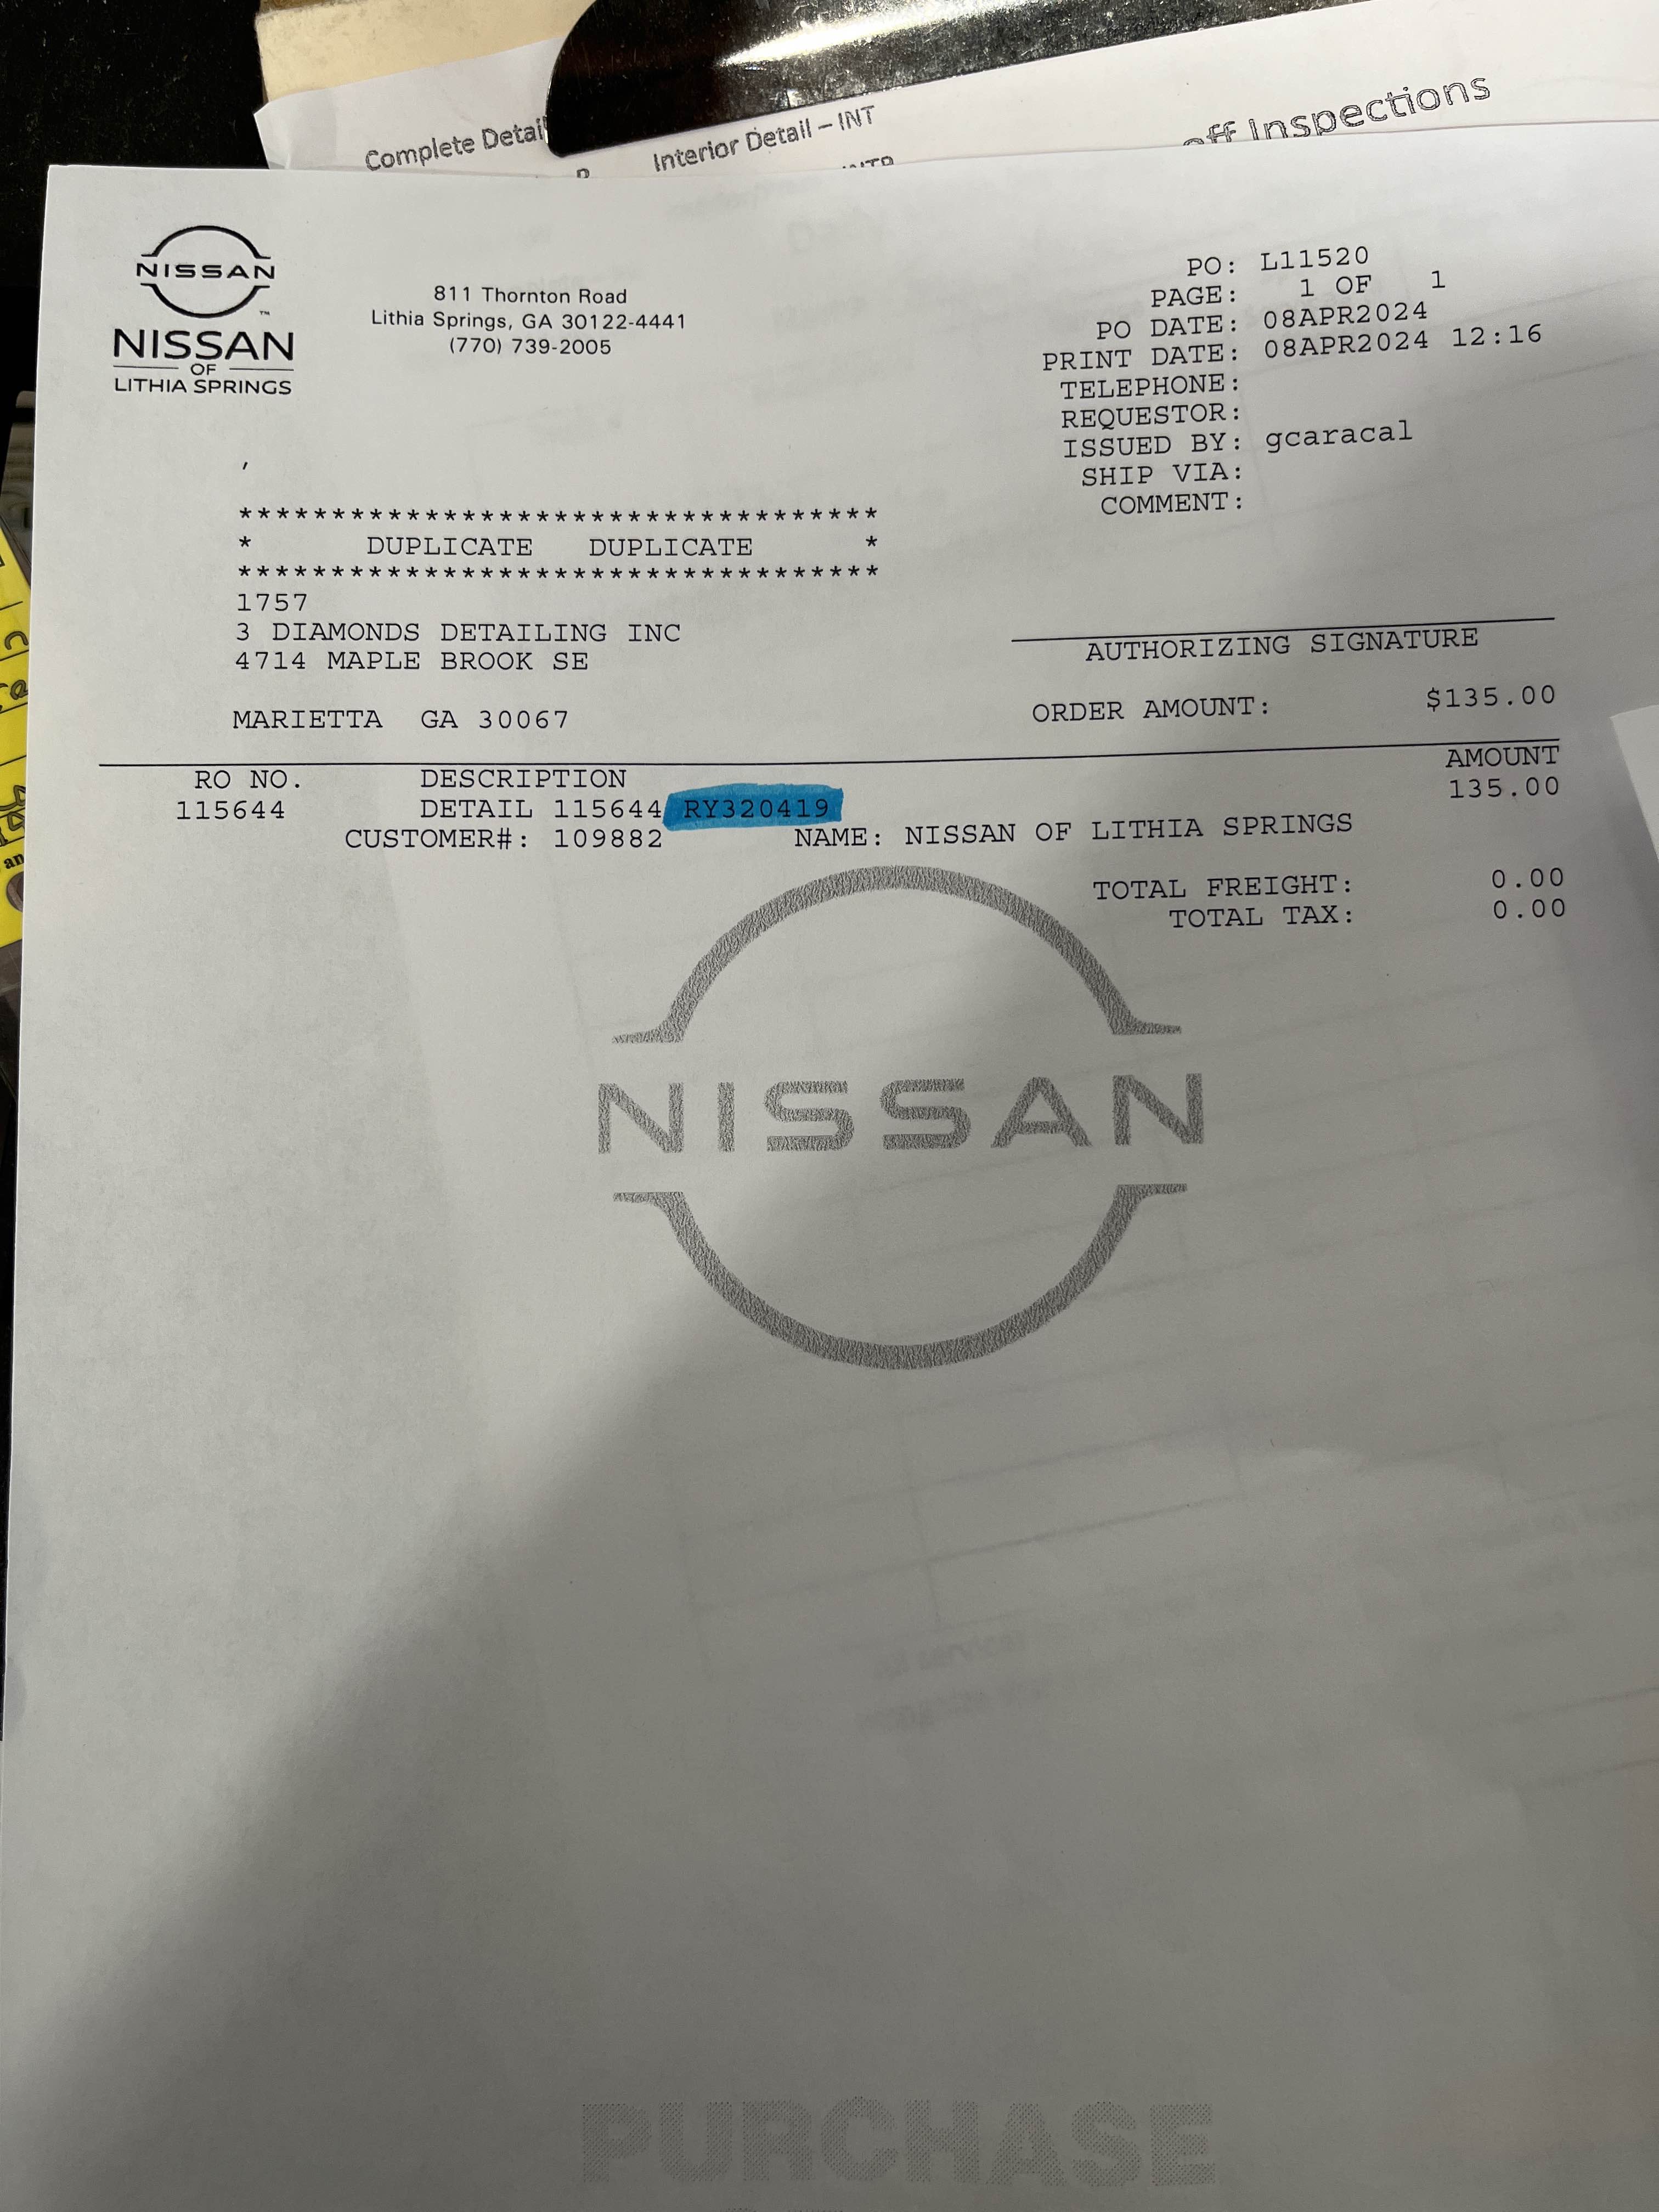 Complete Detail
Interior Detail – INT
off Inspections
NISSAN
NISSAN
OF
LITHIA SPRINGS
811 Thornton Road
Lithia Springs, GA 30122-4441
(770) 739-2005
PO: L11520
PAGE: 1 OF 1
PO DATE: 08APR2024
PRINT DATE: 08APR2024 12:16
TELEPHONE:
REQUESTOR:
ISSUED BY: gcaracal
SHIP VIA:
COMMENT:
,
***********************************
* DUPLICATE DUPLICATE *
***********************************
1757
3 DIAMONDS DETAILING INC
4714 MAPLE BROOK SE
MARIETTA GA 30067
AUTHORIZING SIGNATURE
ORDER AMOUNT: $135.00
RO NO. DESCRIPTION AMOUNT
115644 DETAIL 115644 RY320419 135.00
CUSTOMER#: 109882 NAME: NISSAN OF LITHIA SPRINGS
TOTAL FREIGHT: 0.00
TOTAL TAX: 0.00
NISSAN
PURCHASE